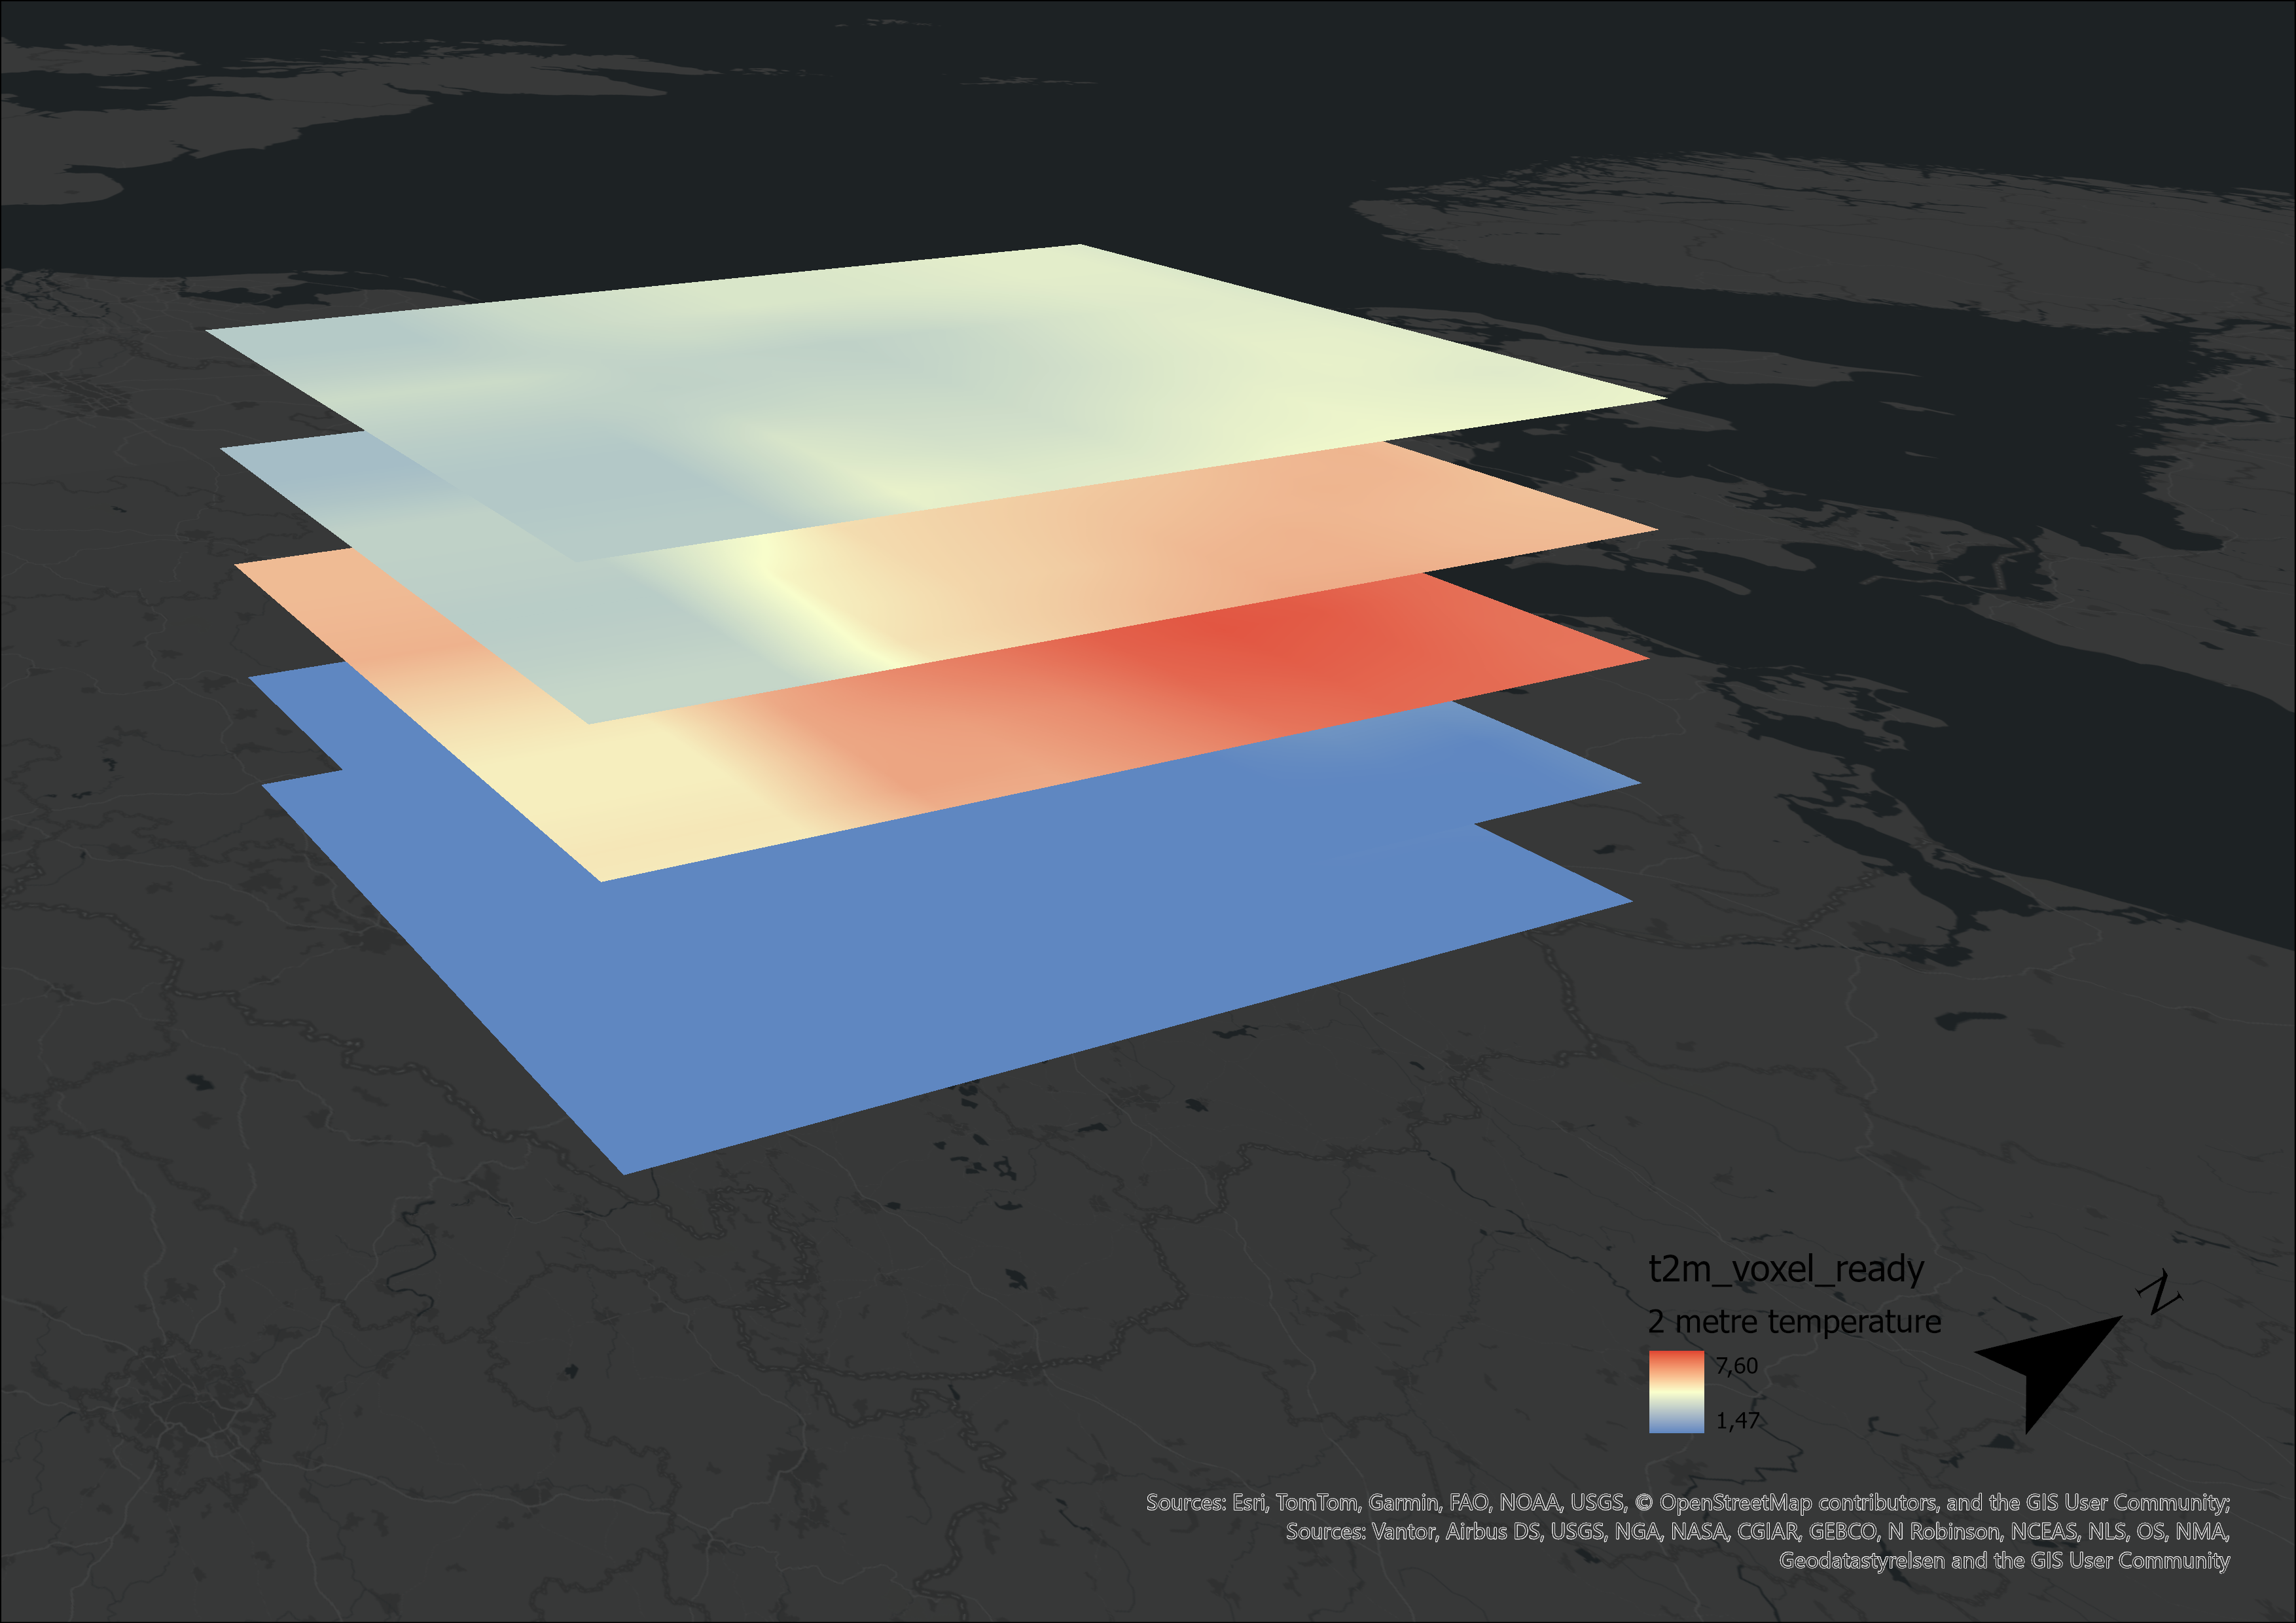 t2m_voxel_ready
2 metre temperature
7,60
1,47
N
Sources: Esri, TomTom, Garmin, FAO, NOAA, USGS, © OpenStreetMap contributors, and the GIS User Community;
Sources: Vantor, Airbus DS, USGS, NGA, NASA, CGIAR, GEBCO, N Robinson, NCEAS, NLS, OS, NMA,
Geodatastyrelsen and the GIS User Community